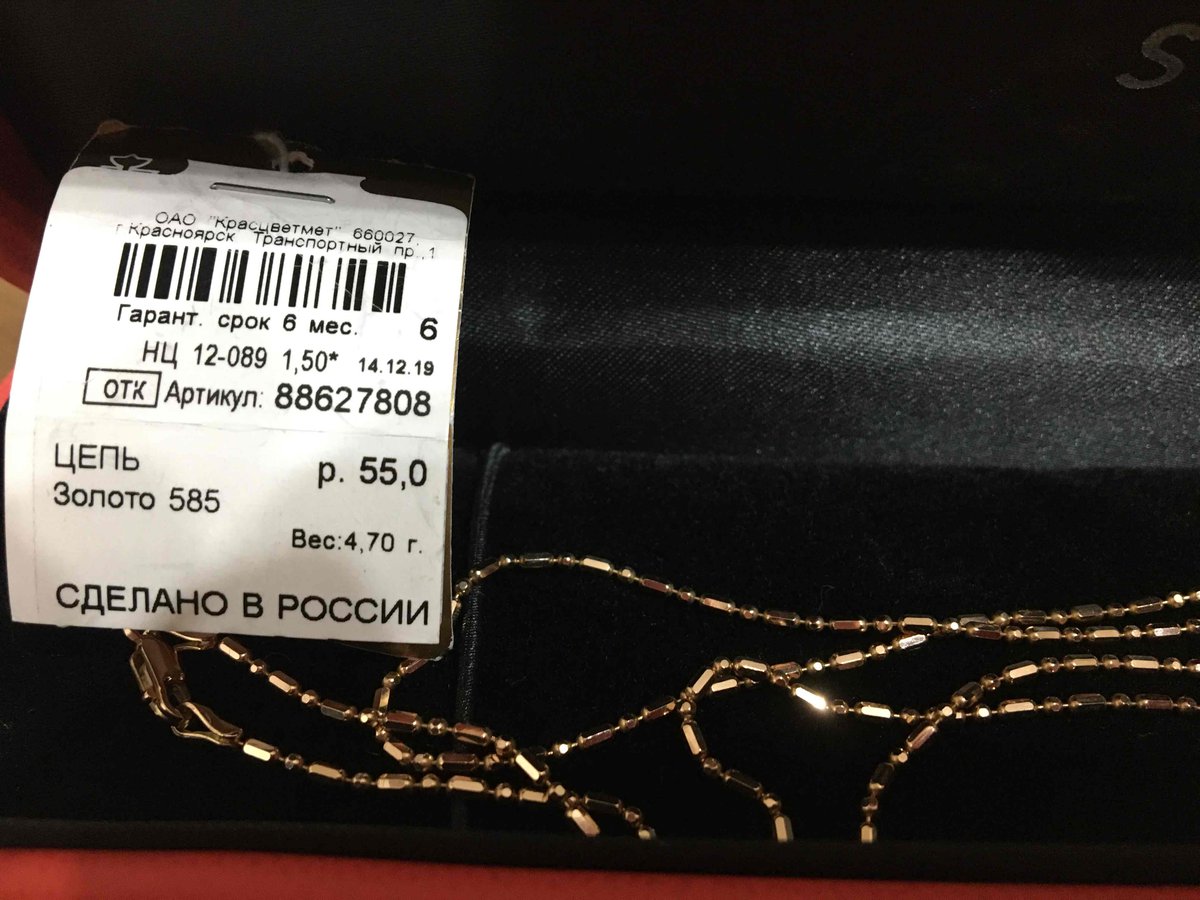 ОАО "Красцветмет" 660027,
г.Красноярск Транспортный пр.,1
Гарант. срок 6 мес. 6
НЦ 12-089 1,50* 14.12.19
ОТК Артикул: 88627808
ЦЕПЬ р. 55,0
Золото 585
Вес:4,70 г.
СДЕЛАНО В РОССИИ